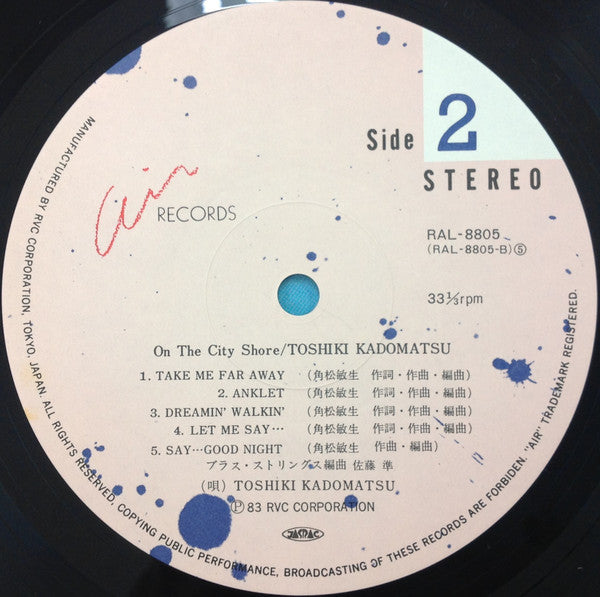 Air RECORDS
Side 2
STEREO
RAL-8805
(RAL-8805-B)⑤
33⅓rpm
On The City Shore/TOSHIKI KADOMATSU
1. TAKE ME FAR AWAY (角松敏生 作詞・作曲・編曲)
2. ANKLET (角松敏生 作詞・作曲・編曲)
3. DREAMIN' WALKIN' (角松敏生 作詞・作曲・編曲)
4. LET ME SAY… (角松敏生 作詞・作曲・編曲)
5. SAY…GOOD NIGHT (角松敏生 作曲・編曲)
ブラス・ストリングス編曲 佐藤 準
(唄) TOSHIKI KADOMATSU
Ⓟ 83 RVC CORPORATION
JASRAC
MANUFACTURED BY RVC CORPORATION, TOKYO, JAPAN. ALL RIGHTS RESERVED, COPYING PUBLIC PERFORMANCE, BROADCASTING OF THESE RECORDS ARE FORBIDDEN. "AIR" TRADEMARK REGISTERED.